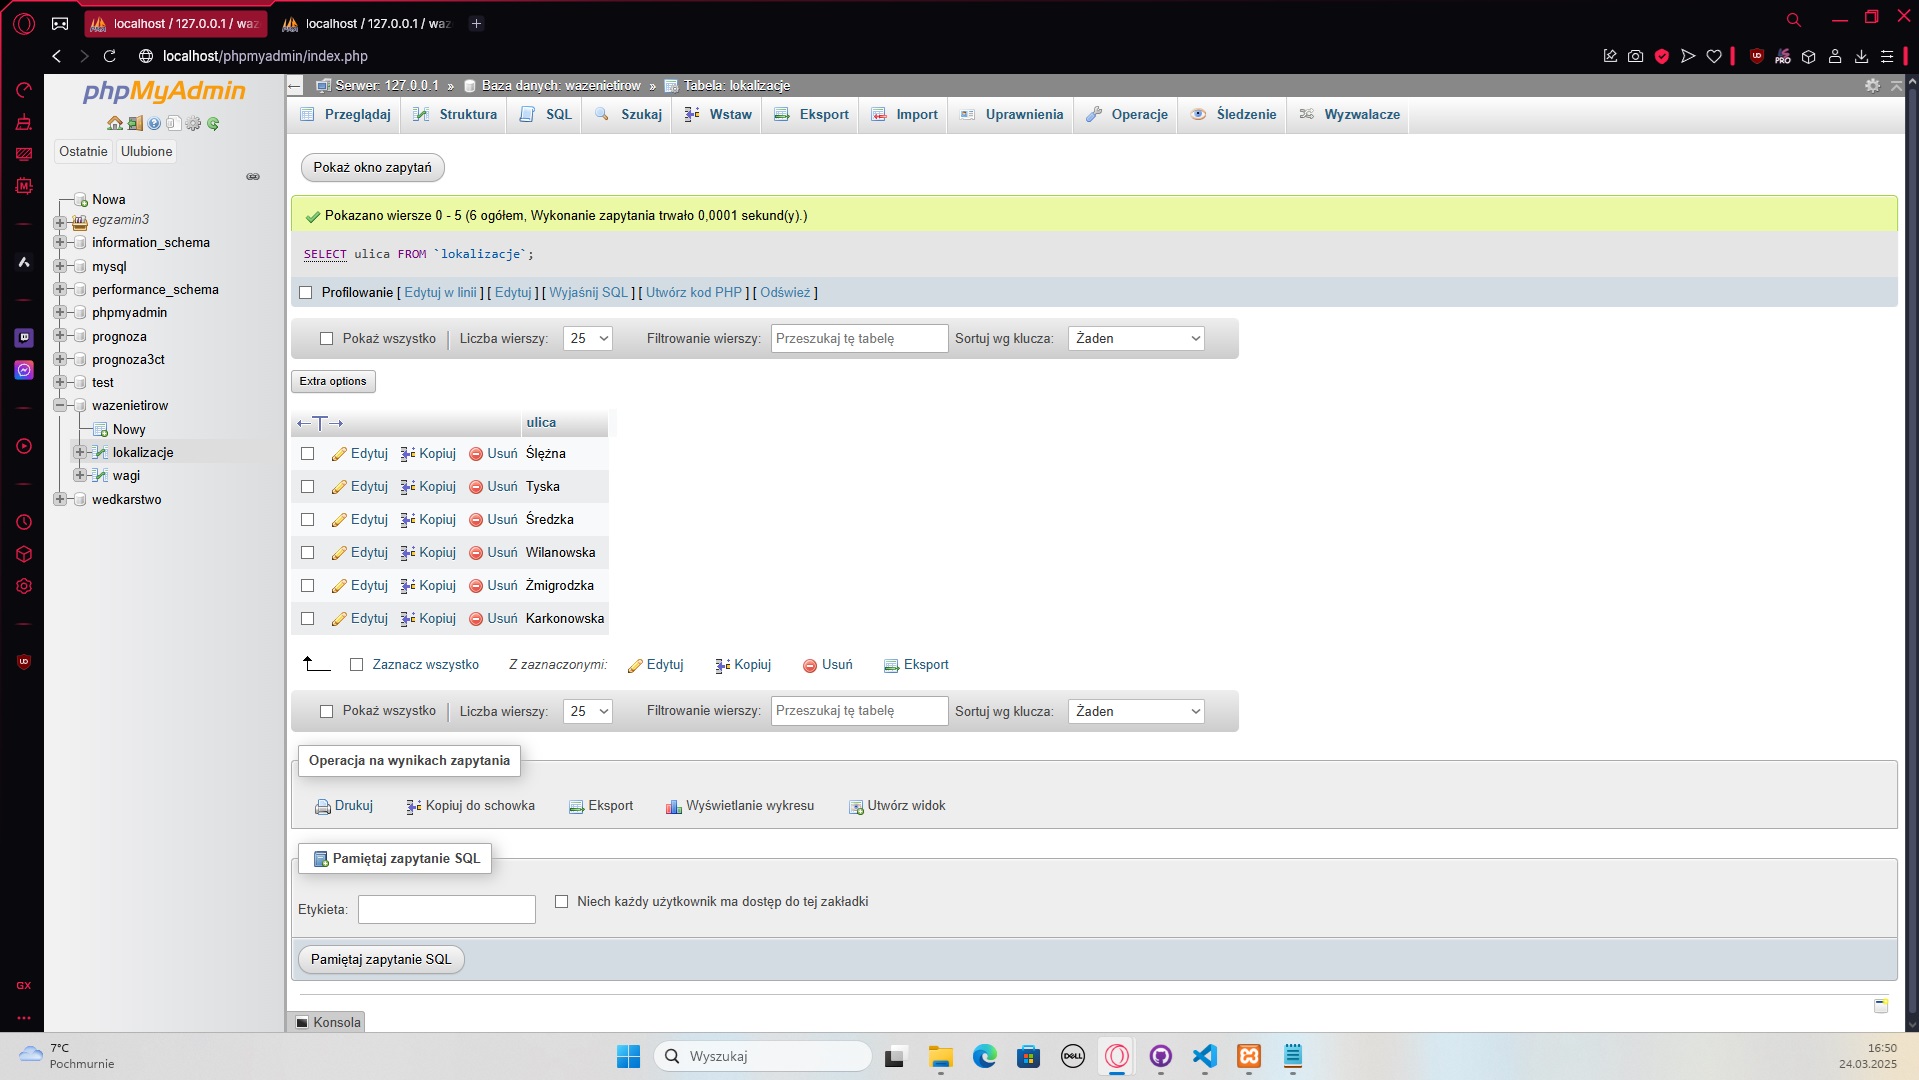 localhost / 127.0.0.1 / waz
localhost / 127.0.0.1 / waz
localhost/phpmyadmin/index.php
PRO
phpMyAdmin
Ostatnie
Ulubione
Nowa
egzamin3
information_schema
mysql
performance_schema
phpmyadmin
prognoza
prognoza3ct
test
wazenietirow
Nowy
lokalizacje
wagi
wedkarstwo
Serwer: 127.0.0.1 » Baza danych: wazenietirow » Tabela: lokalizacje
Przeglądaj Struktura SQL Szukaj Wstaw Eksport Import Uprawnienia Operacje Śledzenie Wyzwalacze
Pokaż okno zapytań
Pokazano wiersze 0 - 5 (6 ogółem, Wykonanie zapytania trwało 0,0001 sekund(y).)
SELECT ulica FROM `lokalizacje`;
Profilowanie [ Edytuj w linii ] [ Edytuj ] [ Wyjaśnij SQL ] [ Utwórz kod PHP ] [ Odśwież ]
Pokaż wszystko Liczba wierszy: 25 Filtrowanie wierszy: Przeszukaj tę tabelę Sortuj wg klucza: Żaden
Extra options
←T→ ulica
Edytuj Kopiuj Usuń Ślężna
Edytuj Kopiuj Usuń Tyska
Edytuj Kopiuj Usuń Średzka
Edytuj Kopiuj Usuń Wilanowska
Edytuj Kopiuj Usuń Żmigrodzka
Edytuj Kopiuj Usuń Karkonowska
Zaznacz wszystko Z zaznaczonymi: Edytuj Kopiuj Usuń Eksport
Pokaż wszystko Liczba wierszy: 25 Filtrowanie wierszy: Przeszukaj tę tabelę Sortuj wg klucza: Żaden
Operacja na wynikach zapytania
Drukuj Kopiuj do schowka Eksport Wyświetlanie wykresu Utwórz widok
Pamiętaj zapytanie SQL
Etykieta: Niech każdy użytkownik ma dostęp do tej zakładki
Pamiętaj zapytanie SQL
Konsola
GX
7°C
Pochmurnie
Wyszukaj
DELL
16:50
24.03.2025